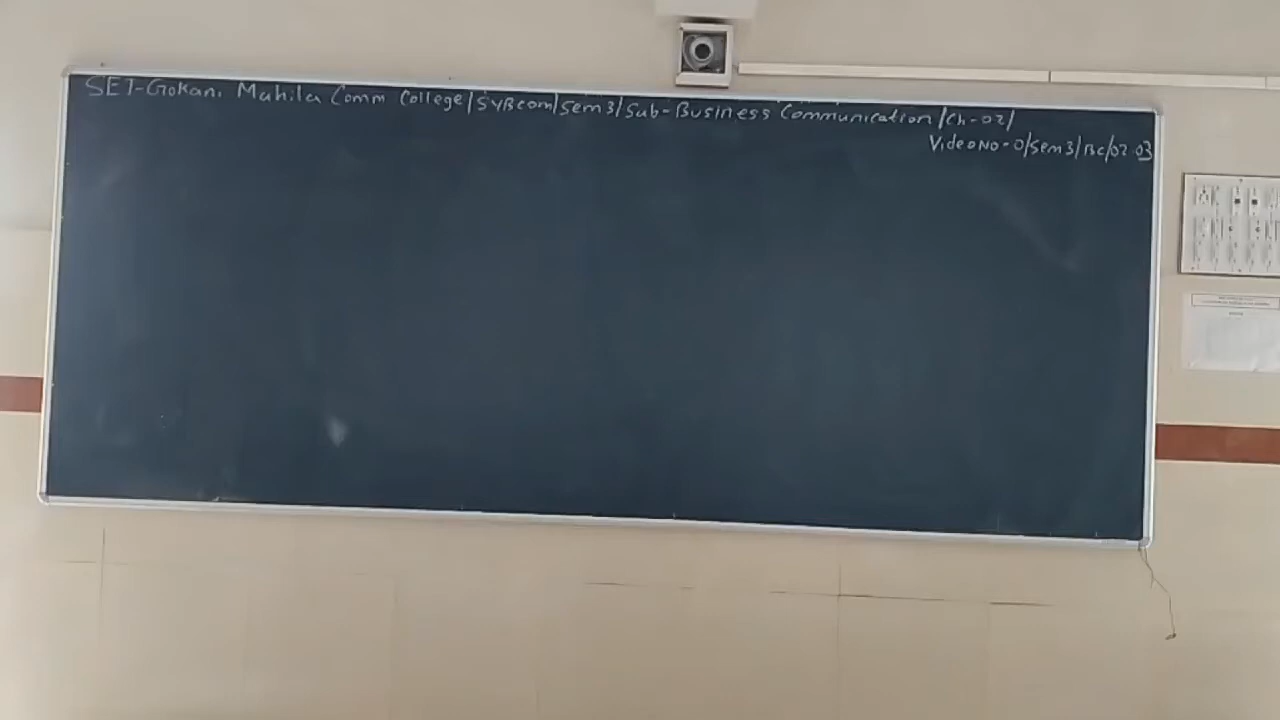 SET-Gokani Mahila Comm College/SYBcom/Sem3/Sub-Business Communication/Ch-02/
VideoNo-0/Sem3/BC/02.03